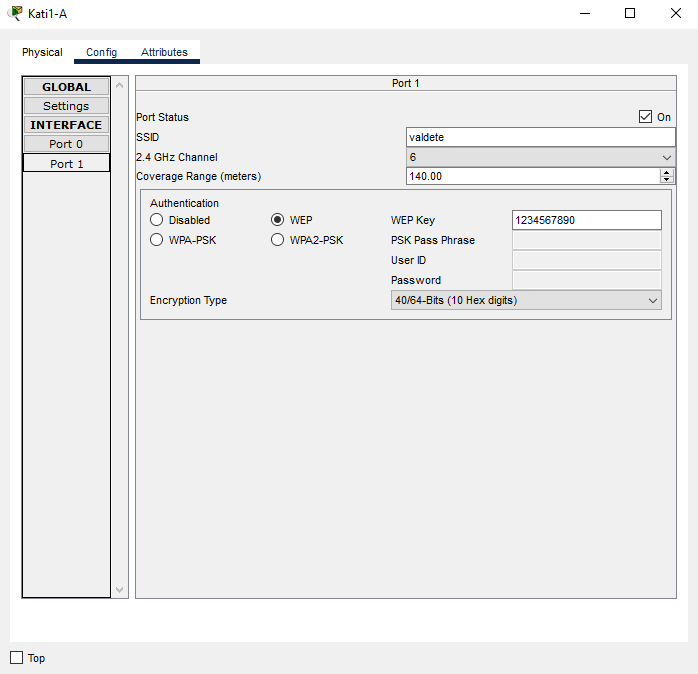 Kati1-A
Physical Config Attributes
GLOBAL
Settings
INTERFACE
Port 0
Port 1
Port 1
Port Status On
SSID valdete
2.4 GHz Channel 6
Coverage Range (meters) 140.00
Authentication
Disabled WEP WEP Key 1234567890
WPA-PSK WPA2-PSK PSK Pass Phrase
User ID
Password
Encryption Type 40/64-Bits (10 Hex digits)
Top